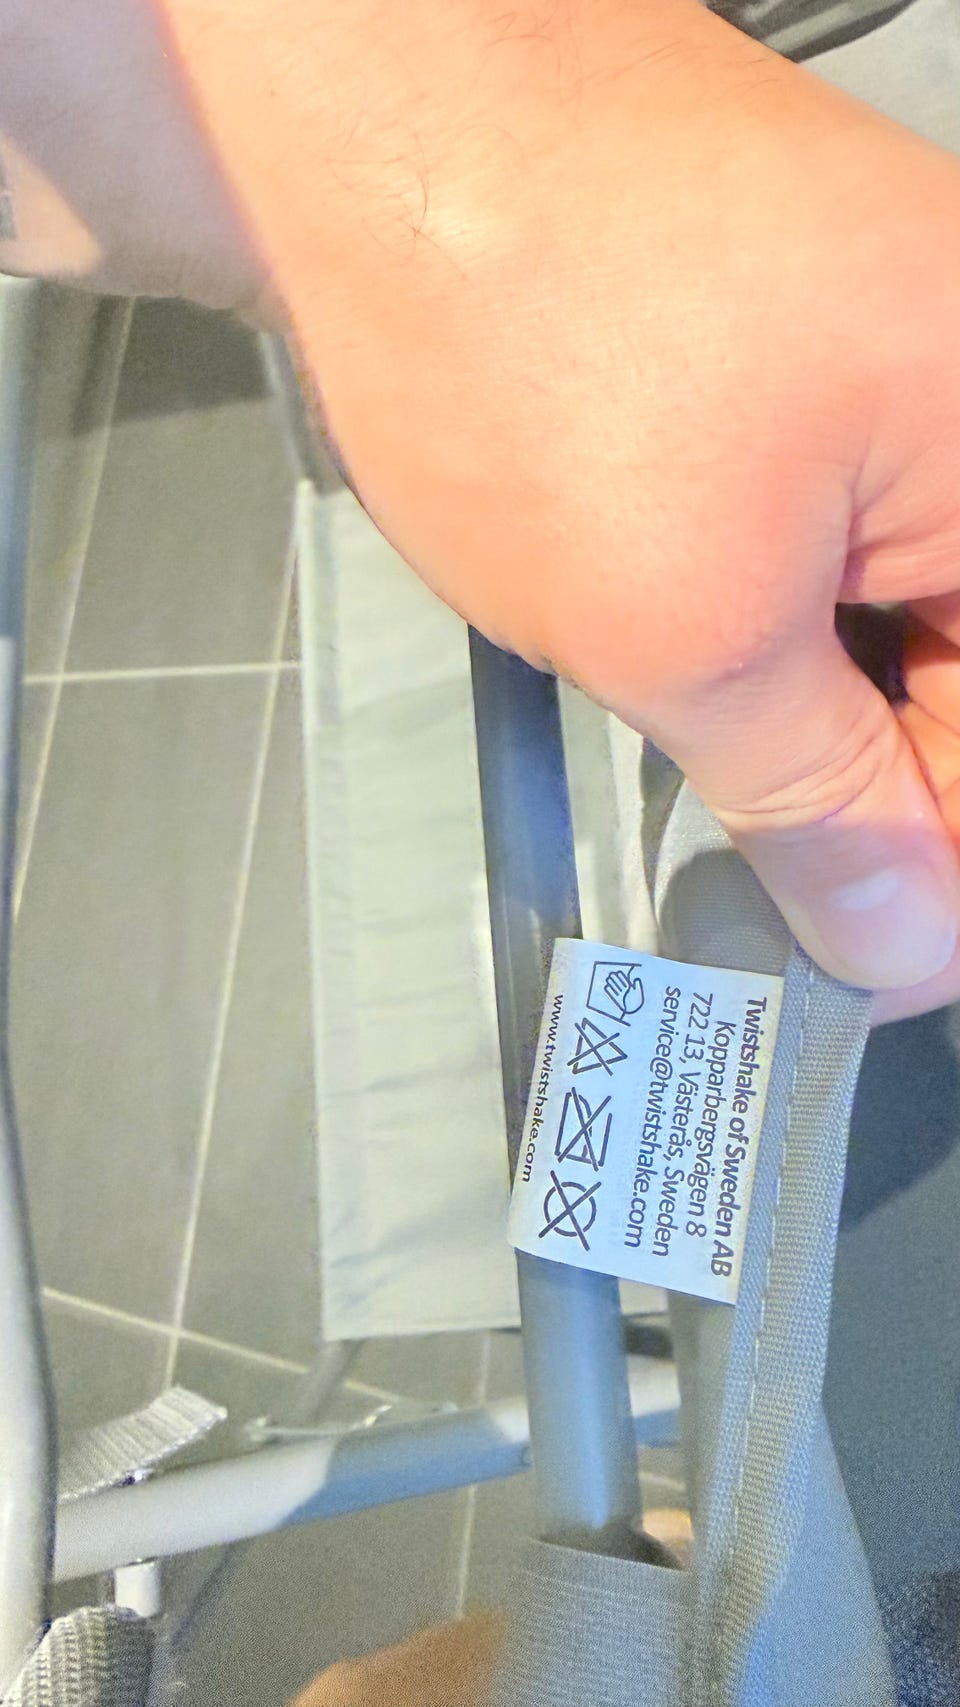 Twistshake of Sweden AB
Kopparbergsvägen 8
722 13, Västerås, Sweden
service@twistshake.com
www.twistshake.com